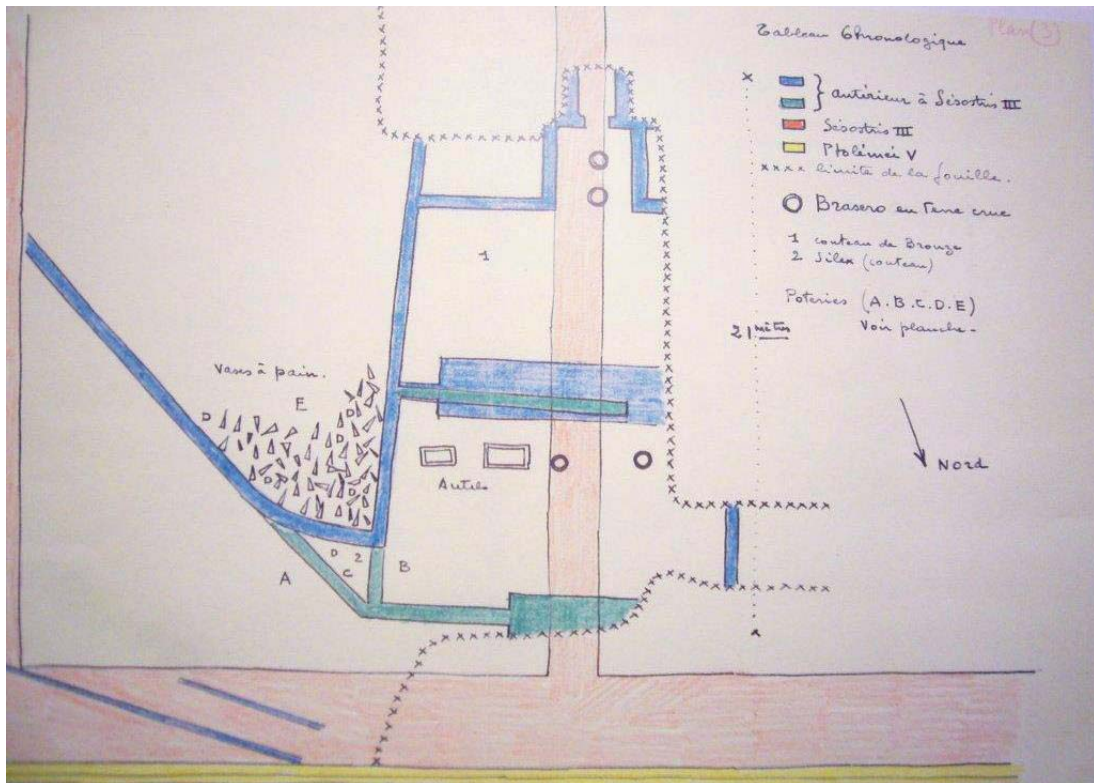 Plan (3)
Tableau Chronologique
antérieur à Sésostris III
Sésostris III
Ptolémée V
xxxx limite de la fouille.
Brasero en Terre crue
1 couteau de Bronze
2 Silex (couteau)
Poteries (A.B.C.D.E)
Voir planche-
21 mètres
Nord
1
Vases à pain.
E
D
Autels
D 2
A
C
B